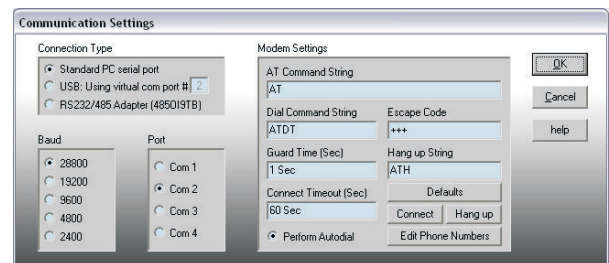 Communication Settings
Connection Type
Standard PC serial port
USB: Using virtual com port # 2
RS232/485 Adapter (485OI9TB)
Baud
28800
19200
9600
4800
2400
Port
Com 1
Com 2
Com 3
Com 4
Modem Settings
AT Command String
AT
Dial Command String
ATDT
Escape Code
+++
Guard Time (Sec)
1 Sec
Hang up String
ATH
Connect Timeout (Sec)
60 Sec
Defaults
Connect
Hang up
Perform Autodial
Edit Phone Numbers
OK
Cancel
help